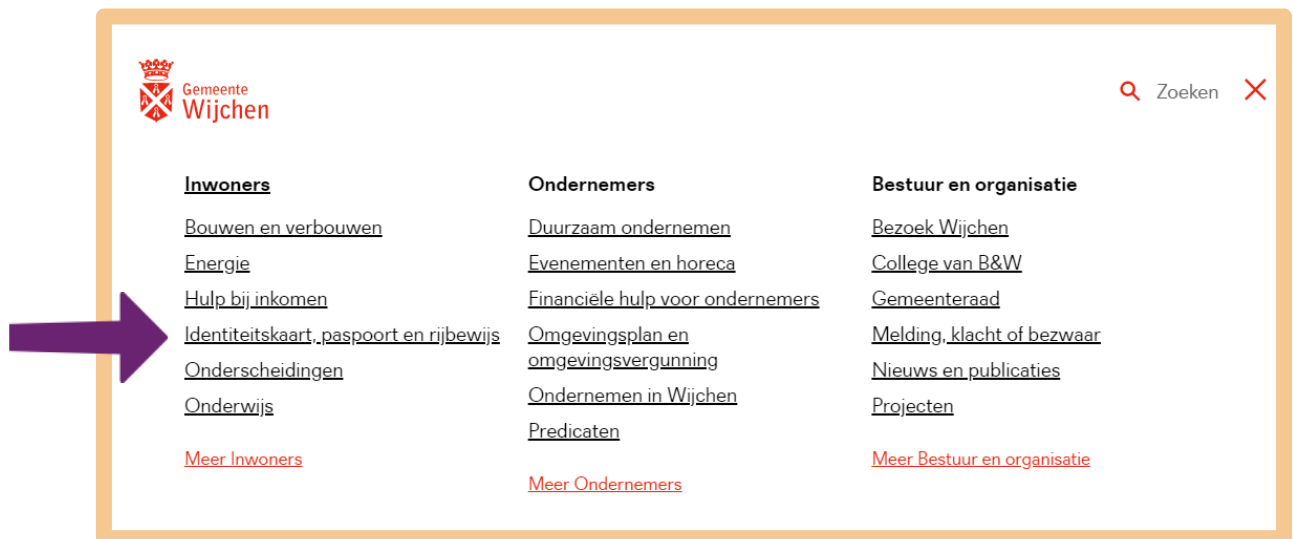 Gemeente
Wijchen
Zoeken
Inwoners
Bouwen en verbouwen
Energie
Hulp bij inkomen
Identiteitskaart, paspoort en rijbewijs
Onderscheidingen
Onderwijs
Meer Inwoners
Ondernemers
Duurzaam ondernemen
Evenementen en horeca
Financiële hulp voor ondernemers
Omgevingsplan en
omgevingsvergunning
Ondernemen in Wijchen
Predicaten
Meer Ondernemers
Bestuur en organisatie
Bezoek Wijchen
College van B&W
Gemeenteraad
Melding, klacht of bezwaar
Nieuws en publicaties
Projecten
Meer Bestuur en organisatie